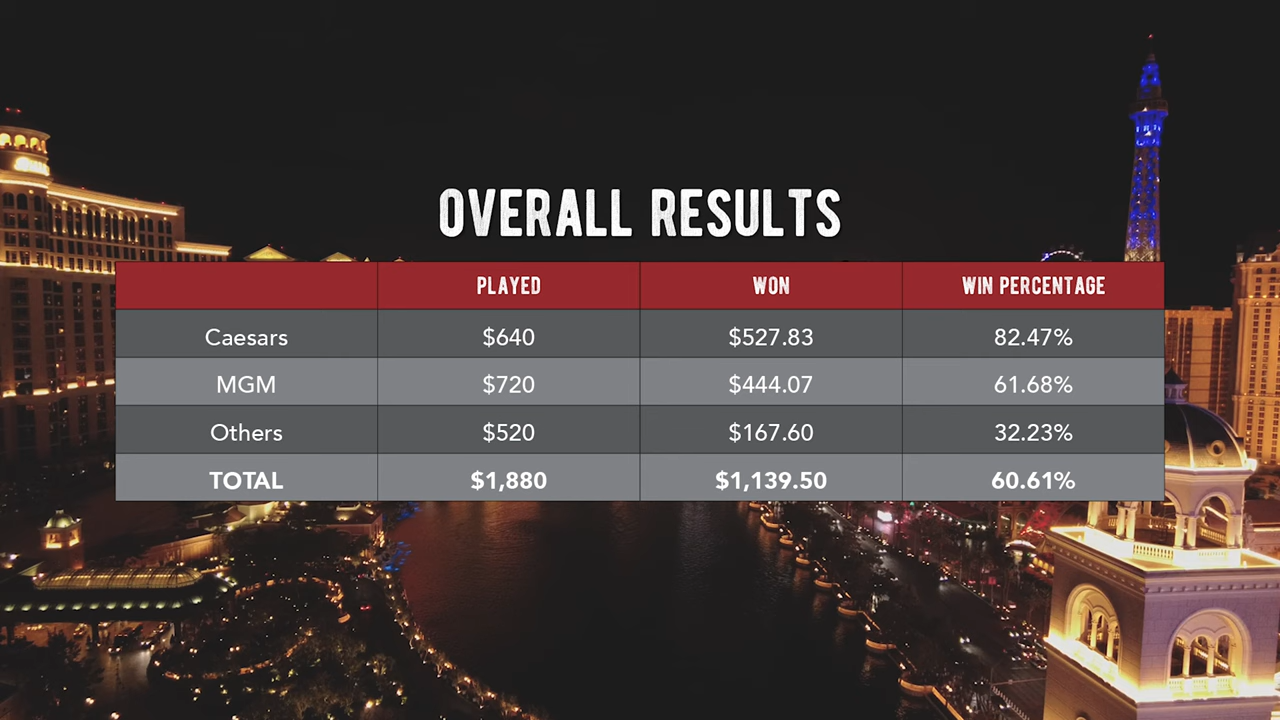 OVERALL RESULTS
PLAYED WON WIN PERCENTAGE
Caesars $640 $527.83 82.47%
MGM $720 $444.07 61.68%
Others $520 $167.60 32.23%
TOTAL $1,880 $1,139.50 60.61%